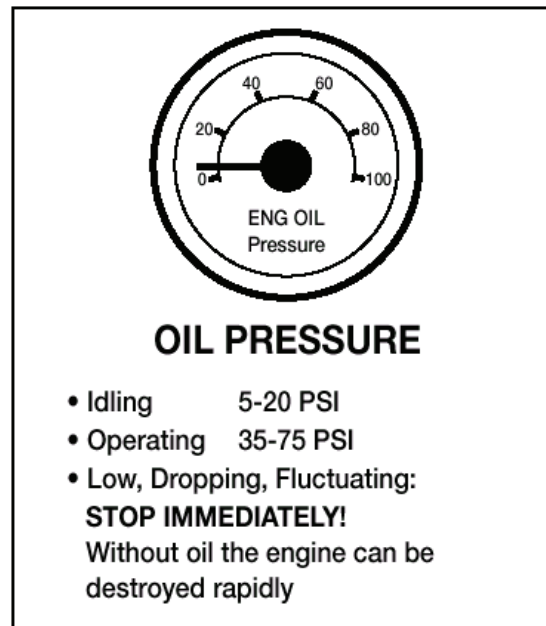 40 60
20 80
0 100
ENG OIL
Pressure
OIL PRESSURE
• Idling 5-20 PSI
• Operating 35-75 PSI
• Low, Dropping, Fluctuating:
STOP IMMEDIATELY!
Without oil the engine can be
destroyed rapidly